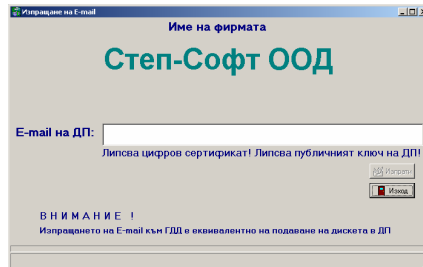 Изпращане на E-mail
Име на фирмата
Степ-Софт ООД
E-mail на ДП:
Липсва цифров сертификат! Липсва публичният ключ на ДП!
Изпрати
Изход
ВНИМАНИЕ !
Изпращането на E-mail към ГДД е еквивалентно на подаване на дискета в ДП